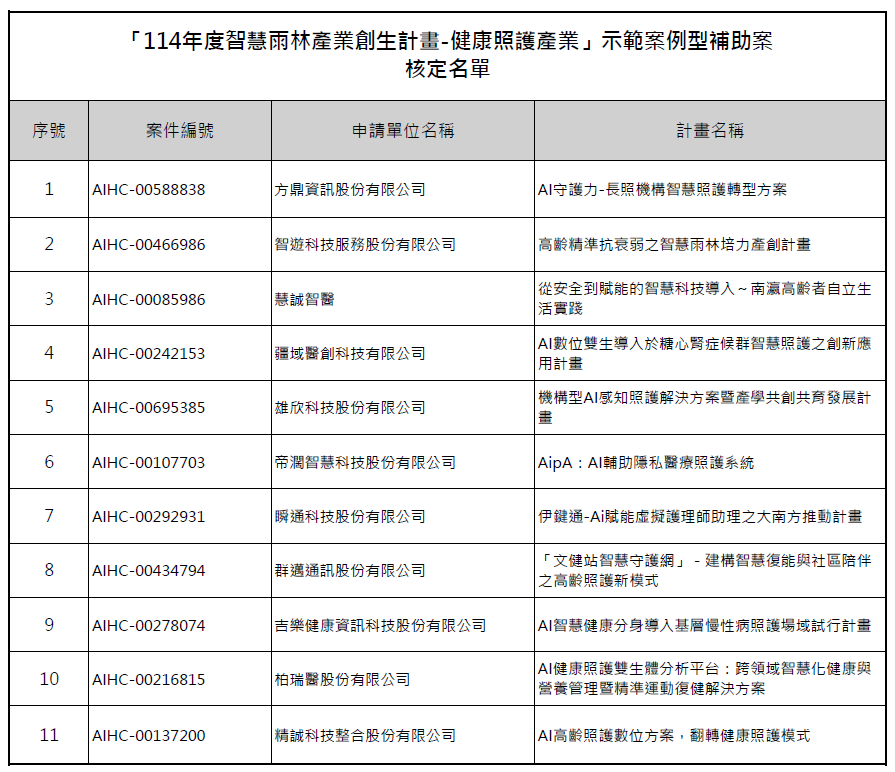 「114年度智慧雨林產業創生計畫-健康照護產業」示範案例型補助案
核定名單
序號 案件編號 申請單位名稱 計畫名稱
1 AIHC-00588838 方鼎資訊股份有限公司 AI守護力-長照機構智慧照護轉型方案
2 AIHC-00466986 智遊科技服務股份有限公司 高齡精準抗衰弱之智慧雨林培力產創計畫
3 AIHC-00085986 慧誠智醫 從安全到賦能的智慧科技導入～南瀛高齡者自立生
活實踐
4 AIHC-00242153 疆域醫創科技有限公司 AI數位雙生導入於糖心腎症候群智慧照護之創新應
用計畫
5 AIHC-00695385 雄欣科技股份有限公司 機構型AI感知照護解決方案暨產學共創共育發展計
畫
6 AIHC-00107703 帝濶智慧科技股份有限公司 AipA：AI輔助隱私醫療照護系統
7 AIHC-00292931 瞬通科技股份有限公司 伊鍵通-Ai賦能虛擬護理師助理之大南方推動計畫
8 AIHC-00434794 群邁通訊股份有限公司 「文健站智慧守護網」－建構智慧復能與社區陪伴
之高齡照護新模式
9 AIHC-00278074 吉樂健康資訊科技股份有限公司 AI智慧健康分身導入基層慢性病照護場域試行計畫
10 AIHC-00216815 柏瑞醫股份有限公司 AI健康照護雙生體分析平台：跨領域智慧化健康與
營養管理暨精準運動復健解決方案
11 AIHC-00137200 精誠科技整合股份有限公司 AI高齡照護數位方案，翻轉健康照護模式